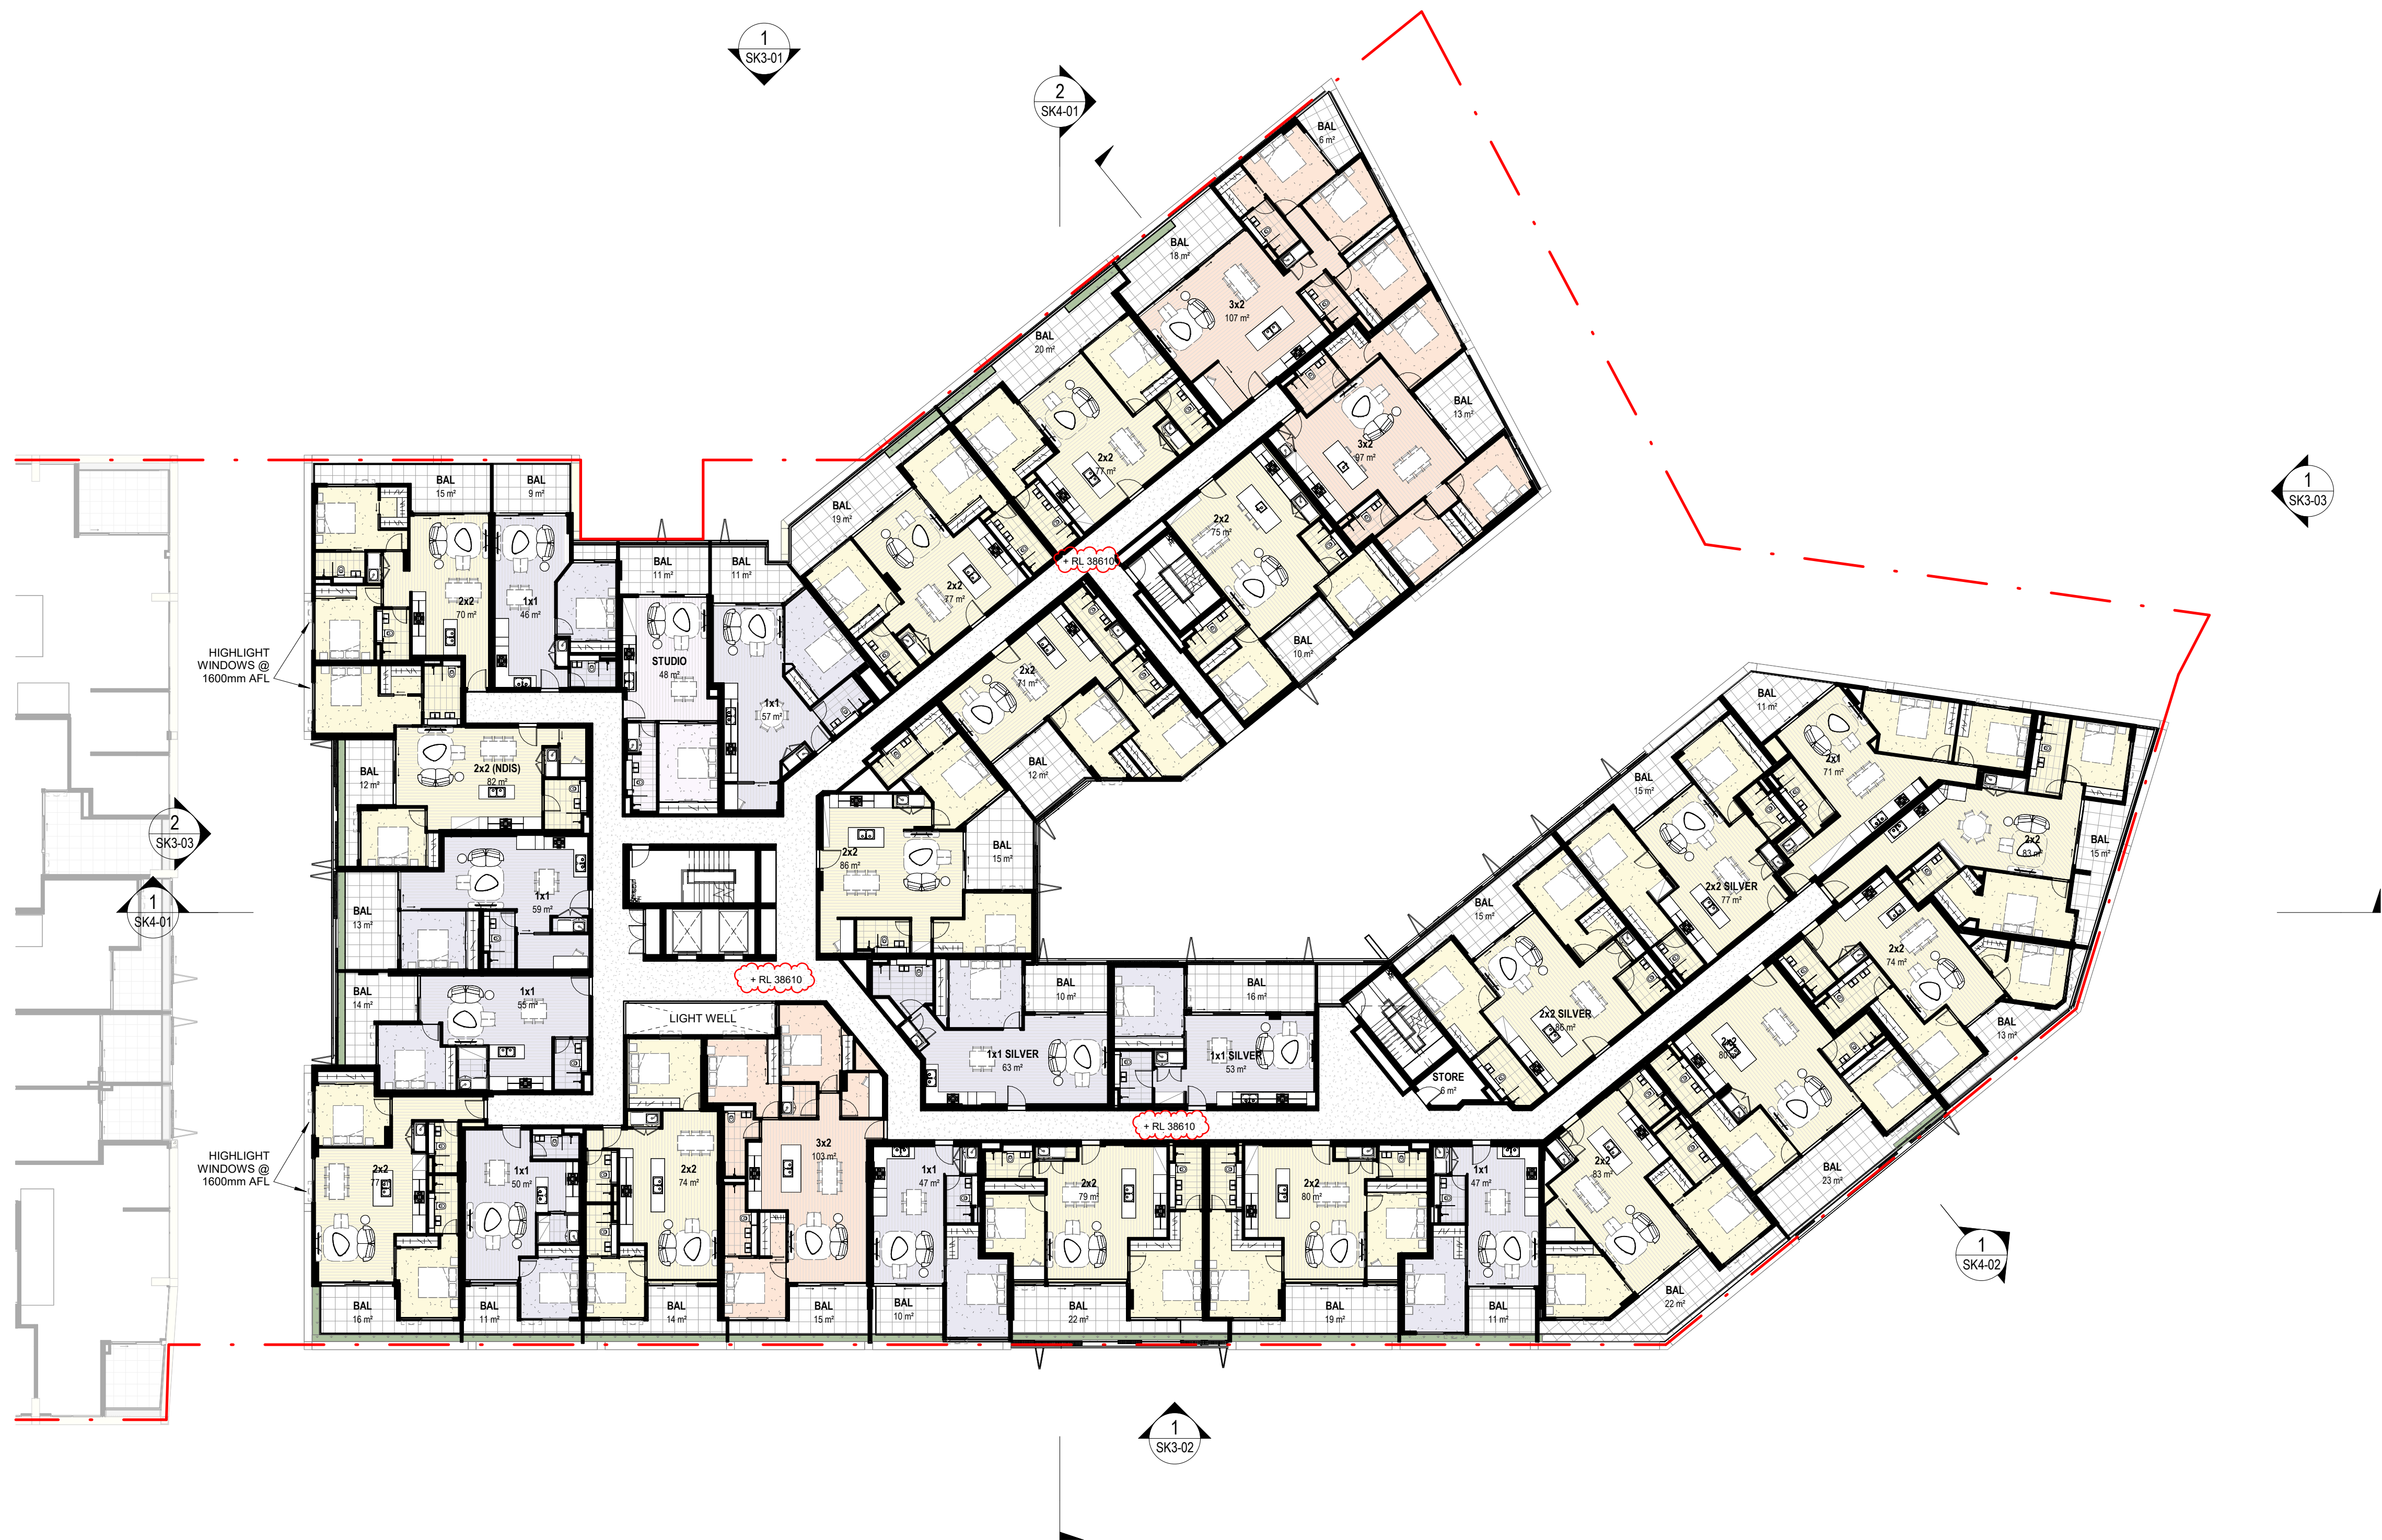 1
SK3-01
2
SK4-01
BAL
6 m²
BAL
18 m²
3x2
107 m²
BAL
20 m²
BAL
13 m²
3x2
97 m²
2x2
77 m²
BAL
15 m²
BAL
9 m²
1
SK3-03
BAL
19 m²
2x2
75 m²
BAL
11 m²
BAL
11 m²
+ RL 38610
2x2
77 m²
2x2
70 m²
1x1
46 m²
HIGHLIGHT
WINDOWS @
1600mm AFL
STUDIO
48 m²
BAL
10 m²
2x2
71 m²
1x1
57 m²
BAL
11 m²
2x2 (NDIS)
82 m²
BAL
12 m²
BAL
12 m²
BAL
15 m²
2x1
71 m²
2
SK3-03
2x2
86 m²
BAL
15 m²
2x2
83 m²
BAL
15 m²
2x2 SILVER
77 m²
1x1
59 m²
BAL
13 m²
1
SK4-01
BAL
15 m²
2x2
74 m²
+ RL 38610
BAL
14 m²
1x1
55 m²
BAL
10 m²
BAL
16 m²
LIGHT WELL
2x2 SILVER
86 m²
BAL
13 m²
2x2
80 m²
1x1 SILVER
63 m²
1x1 SILVER
53 m²
STORE
6 m²
+ RL 38610
HIGHLIGHT
WINDOWS @
1600mm AFL
2x2
77 m²
1x1
50 m²
2x2
74 m²
3x2
103 m²
1x1
47 m²
2x2
79 m²
2x2
80 m²
1x1
47 m²
2x2
83 m²
BAL
23 m²
1
SK4-02
BAL
16 m²
BAL
11 m²
BAL
14 m²
BAL
15 m²
BAL
10 m²
BAL
22 m²
BAL
19 m²
BAL
11 m²
BAL
22 m²
1
SK3-02